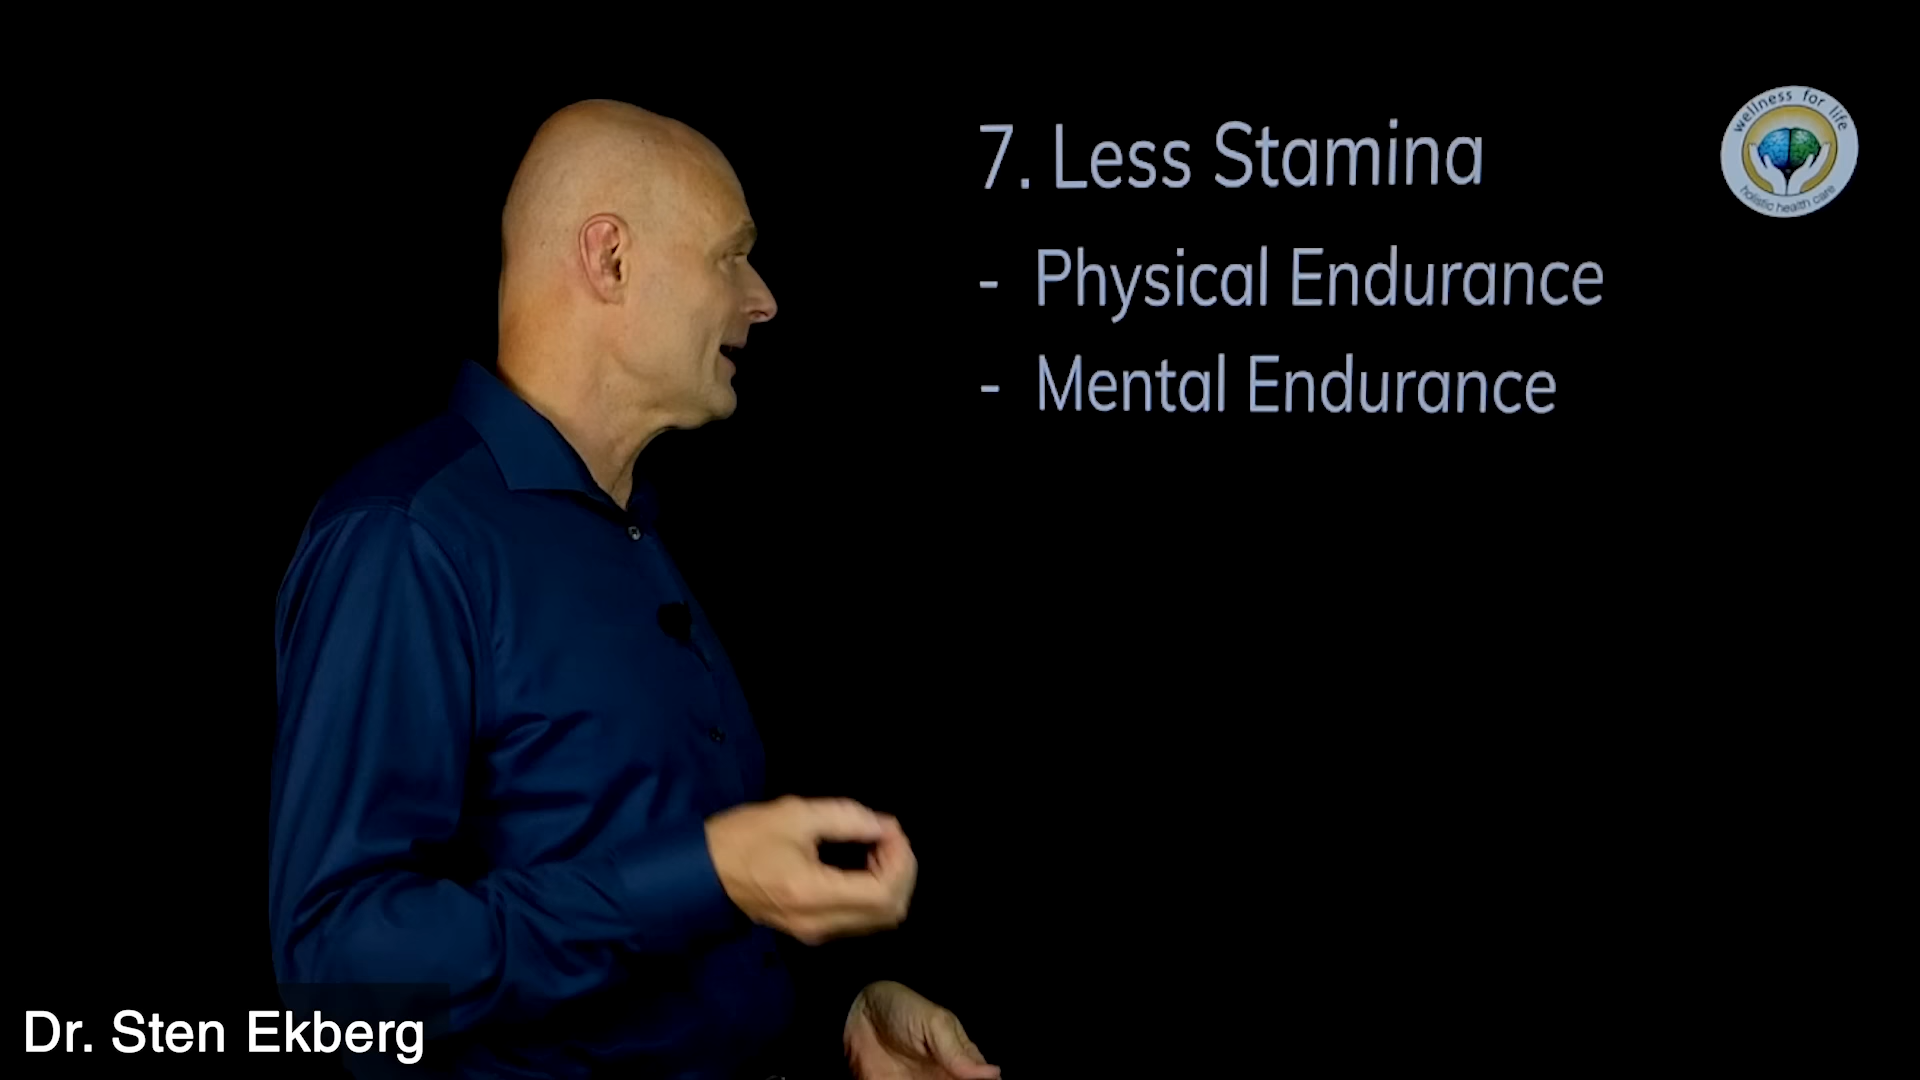 7. Less Stamina
- Physical Endurance
- Mental Endurance
wellness for life
holistic health care
Dr. Sten Ekberg